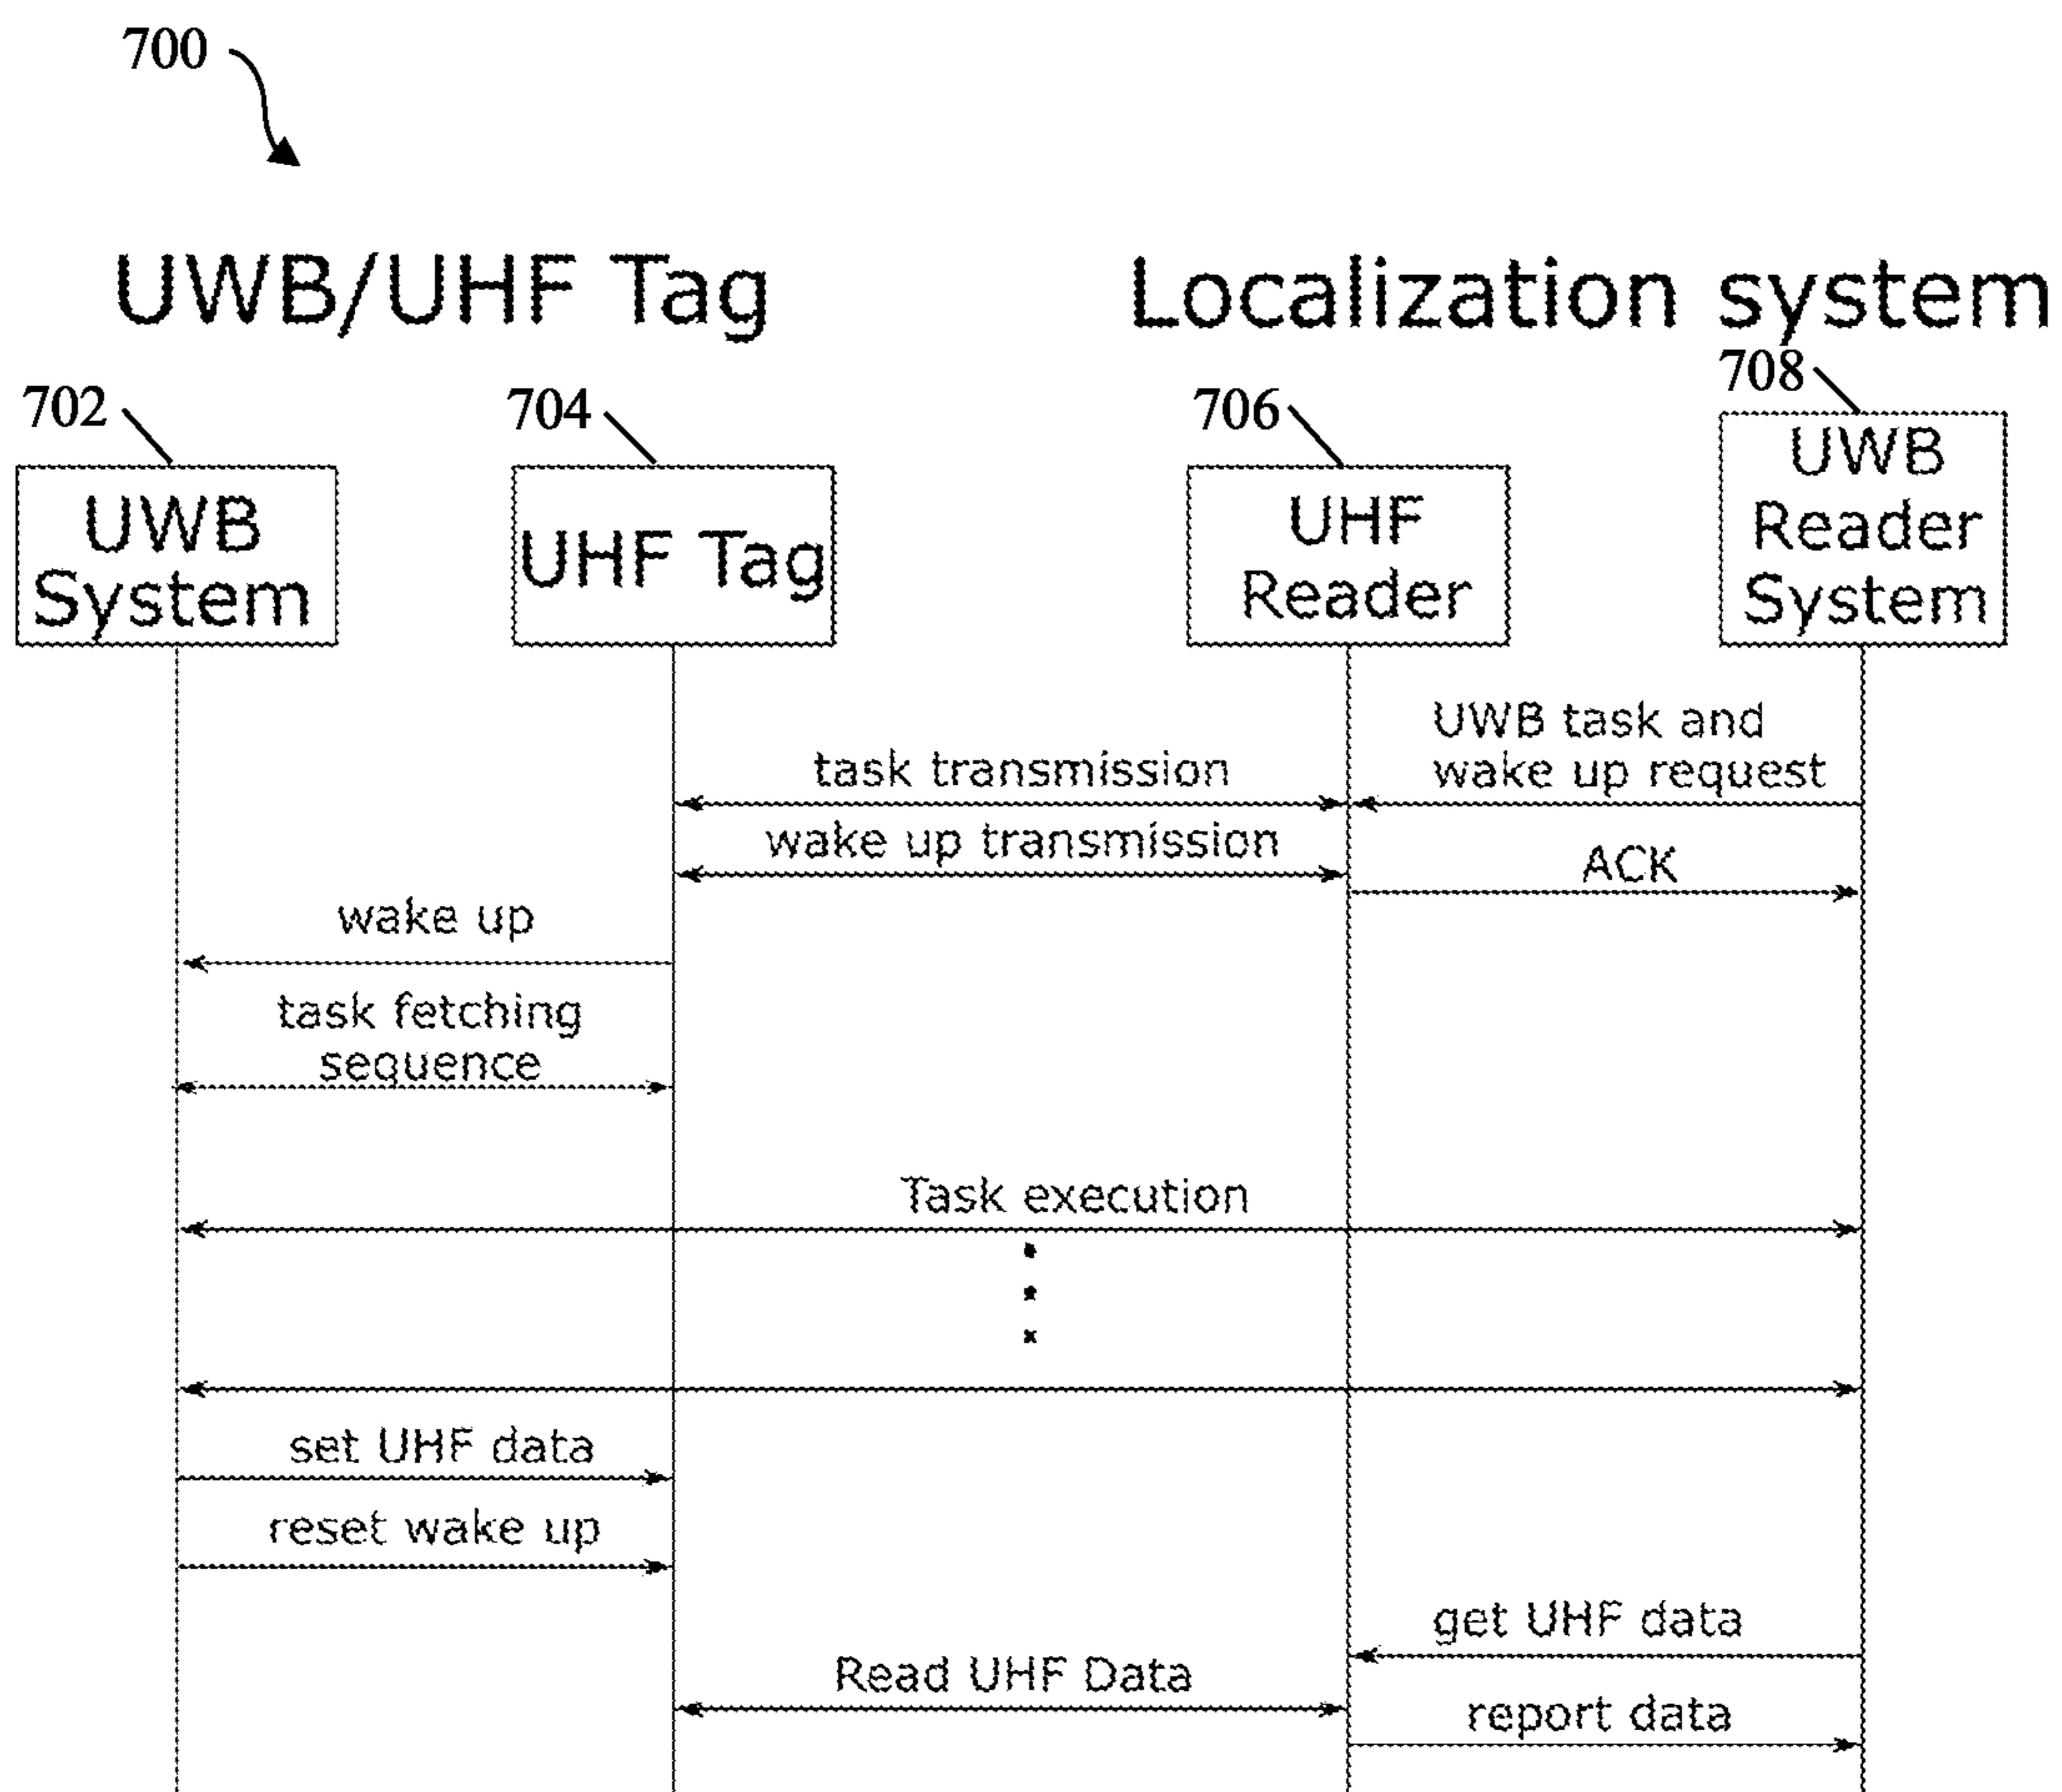 700
UWB/UHF Tag
Localization system
702
704
706
708
UWB
System
UHF Tag
UHF
Reader
UWB
Reader
System
UWB task and
wake up request
task transmission
wake up transmission
ACK
wake up
task fetching
sequence
Task execution
set UHF data
reset wake up
get UHF data
Read UHF Data
report data